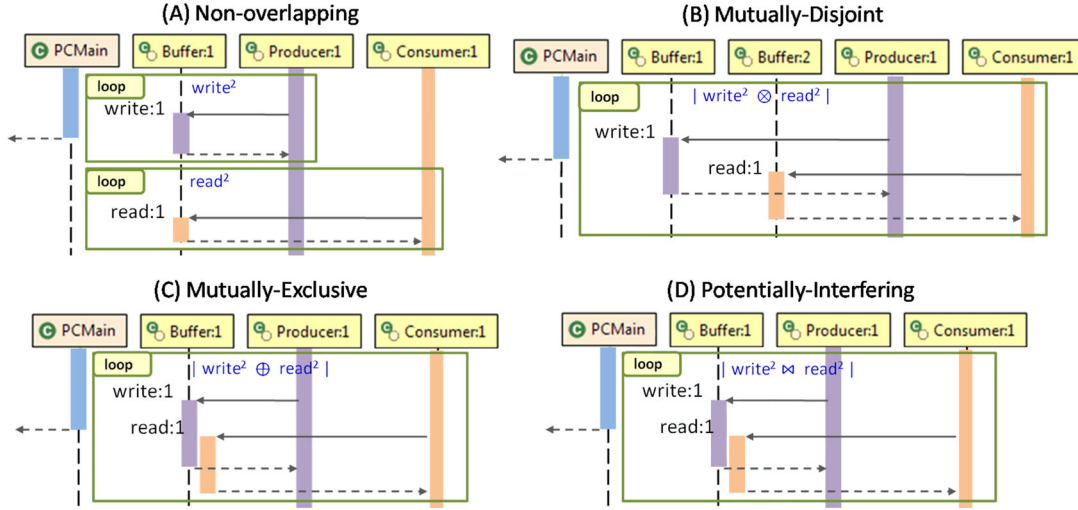 (A) Non-overlapping
PCMain
Buffer:1
Producer:1
Consumer:1
loop
write²
write:1
loop
read²
read:1
(B) Mutually-Disjoint
PCMain
Buffer:1
Buffer:2
Producer:1
Consumer:1
loop
| write² ⊗ read² |
write:1
read:1
(C) Mutually-Exclusive
PCMain
Buffer:1
Producer:1
Consumer:1
loop
| write² ⊕ read² |
write:1
read:1
(D) Potentially-Interfering
PCMain
Buffer:1
Producer:1
Consumer:1
loop
| write² ⋈ read² |
write:1
read:1